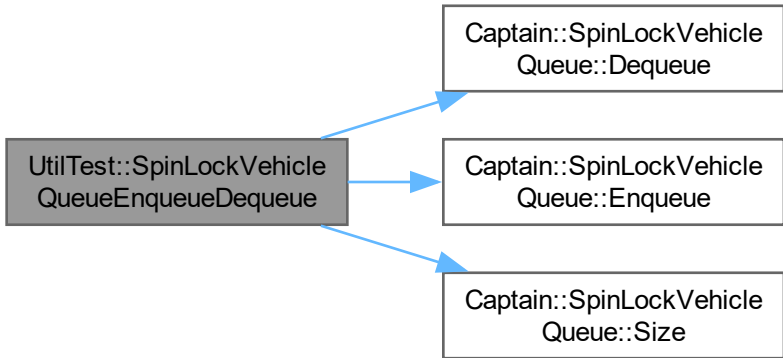 Captain::SpinLockVehicle
Queue::Dequeue
UtilTest::SpinLockVehicle
QueueEnqueueDequeue
Captain::SpinLockVehicle
Queue::Enqueue
Captain::SpinLockVehicle
Queue::Size